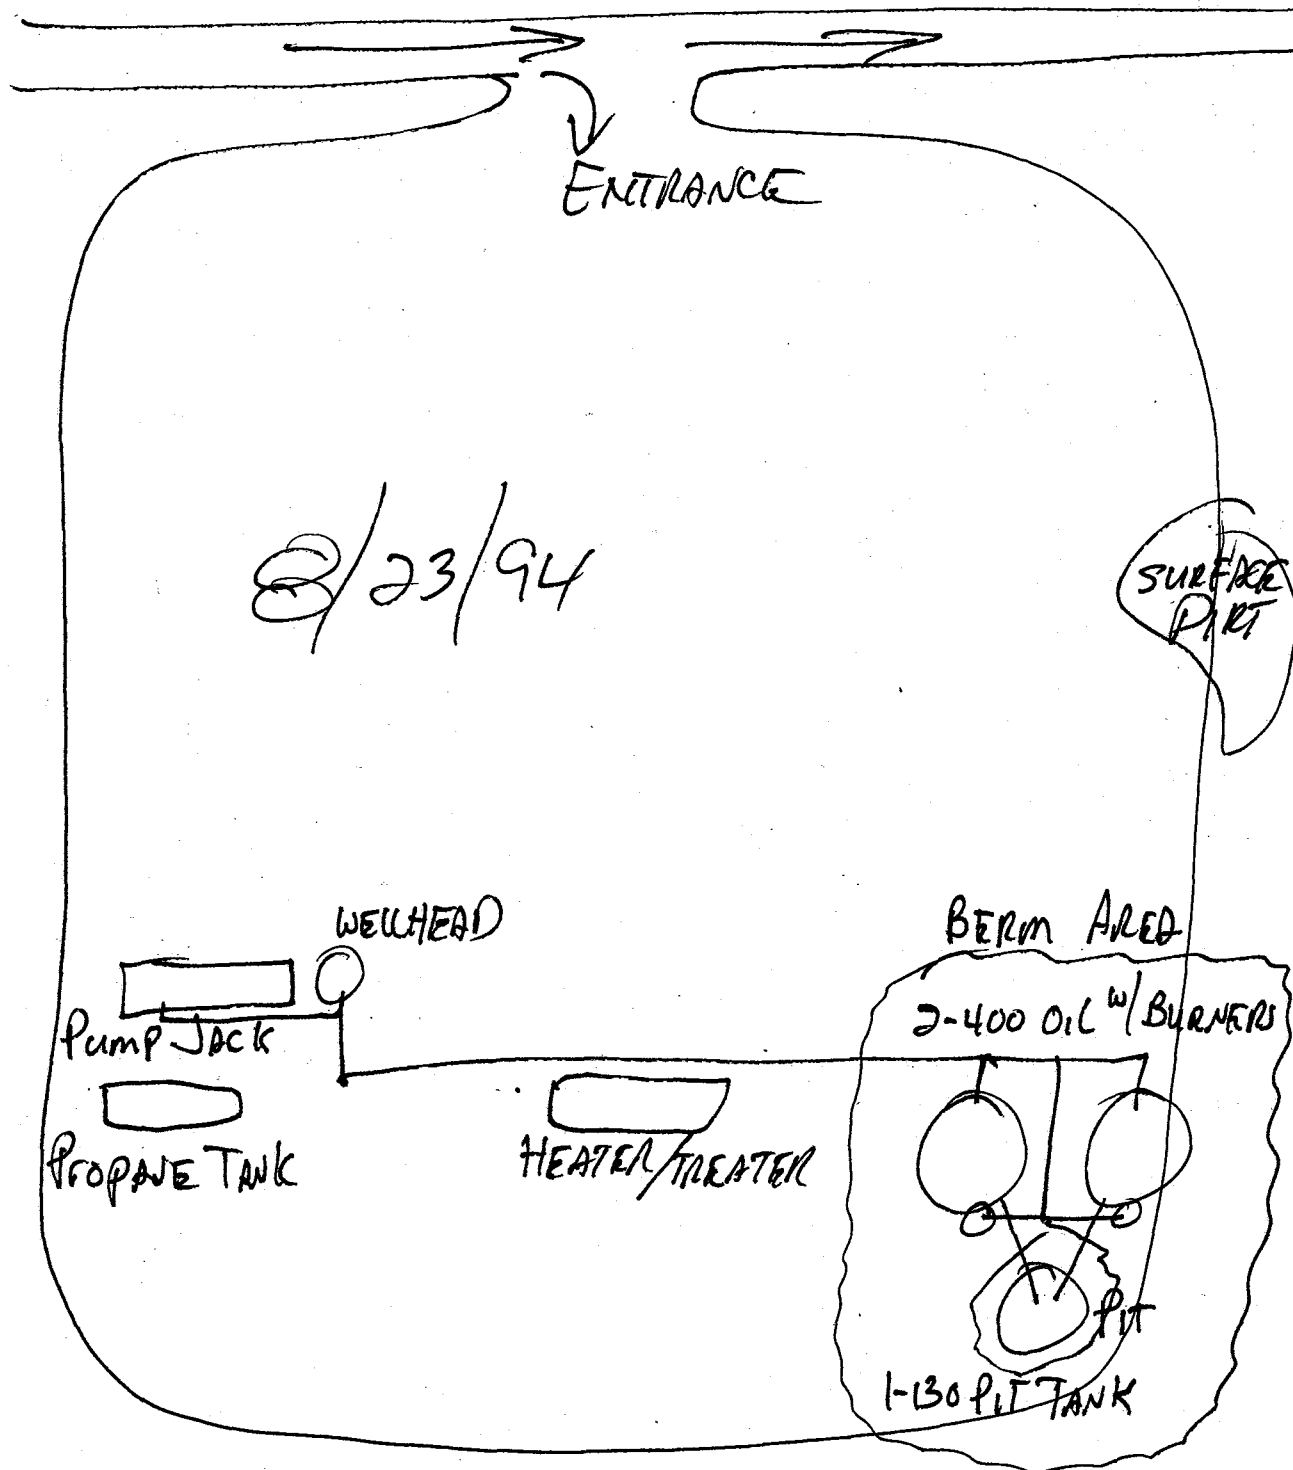 ENTRANCE
8/23/94
SURFACE
DIRT
WELLHEAD
BERM AREA
2-400 OIL w/ BURNERS
PUMP JACK
PROPANE TANK
HEATER/TREATER
PIT
1-130 PIT TANK